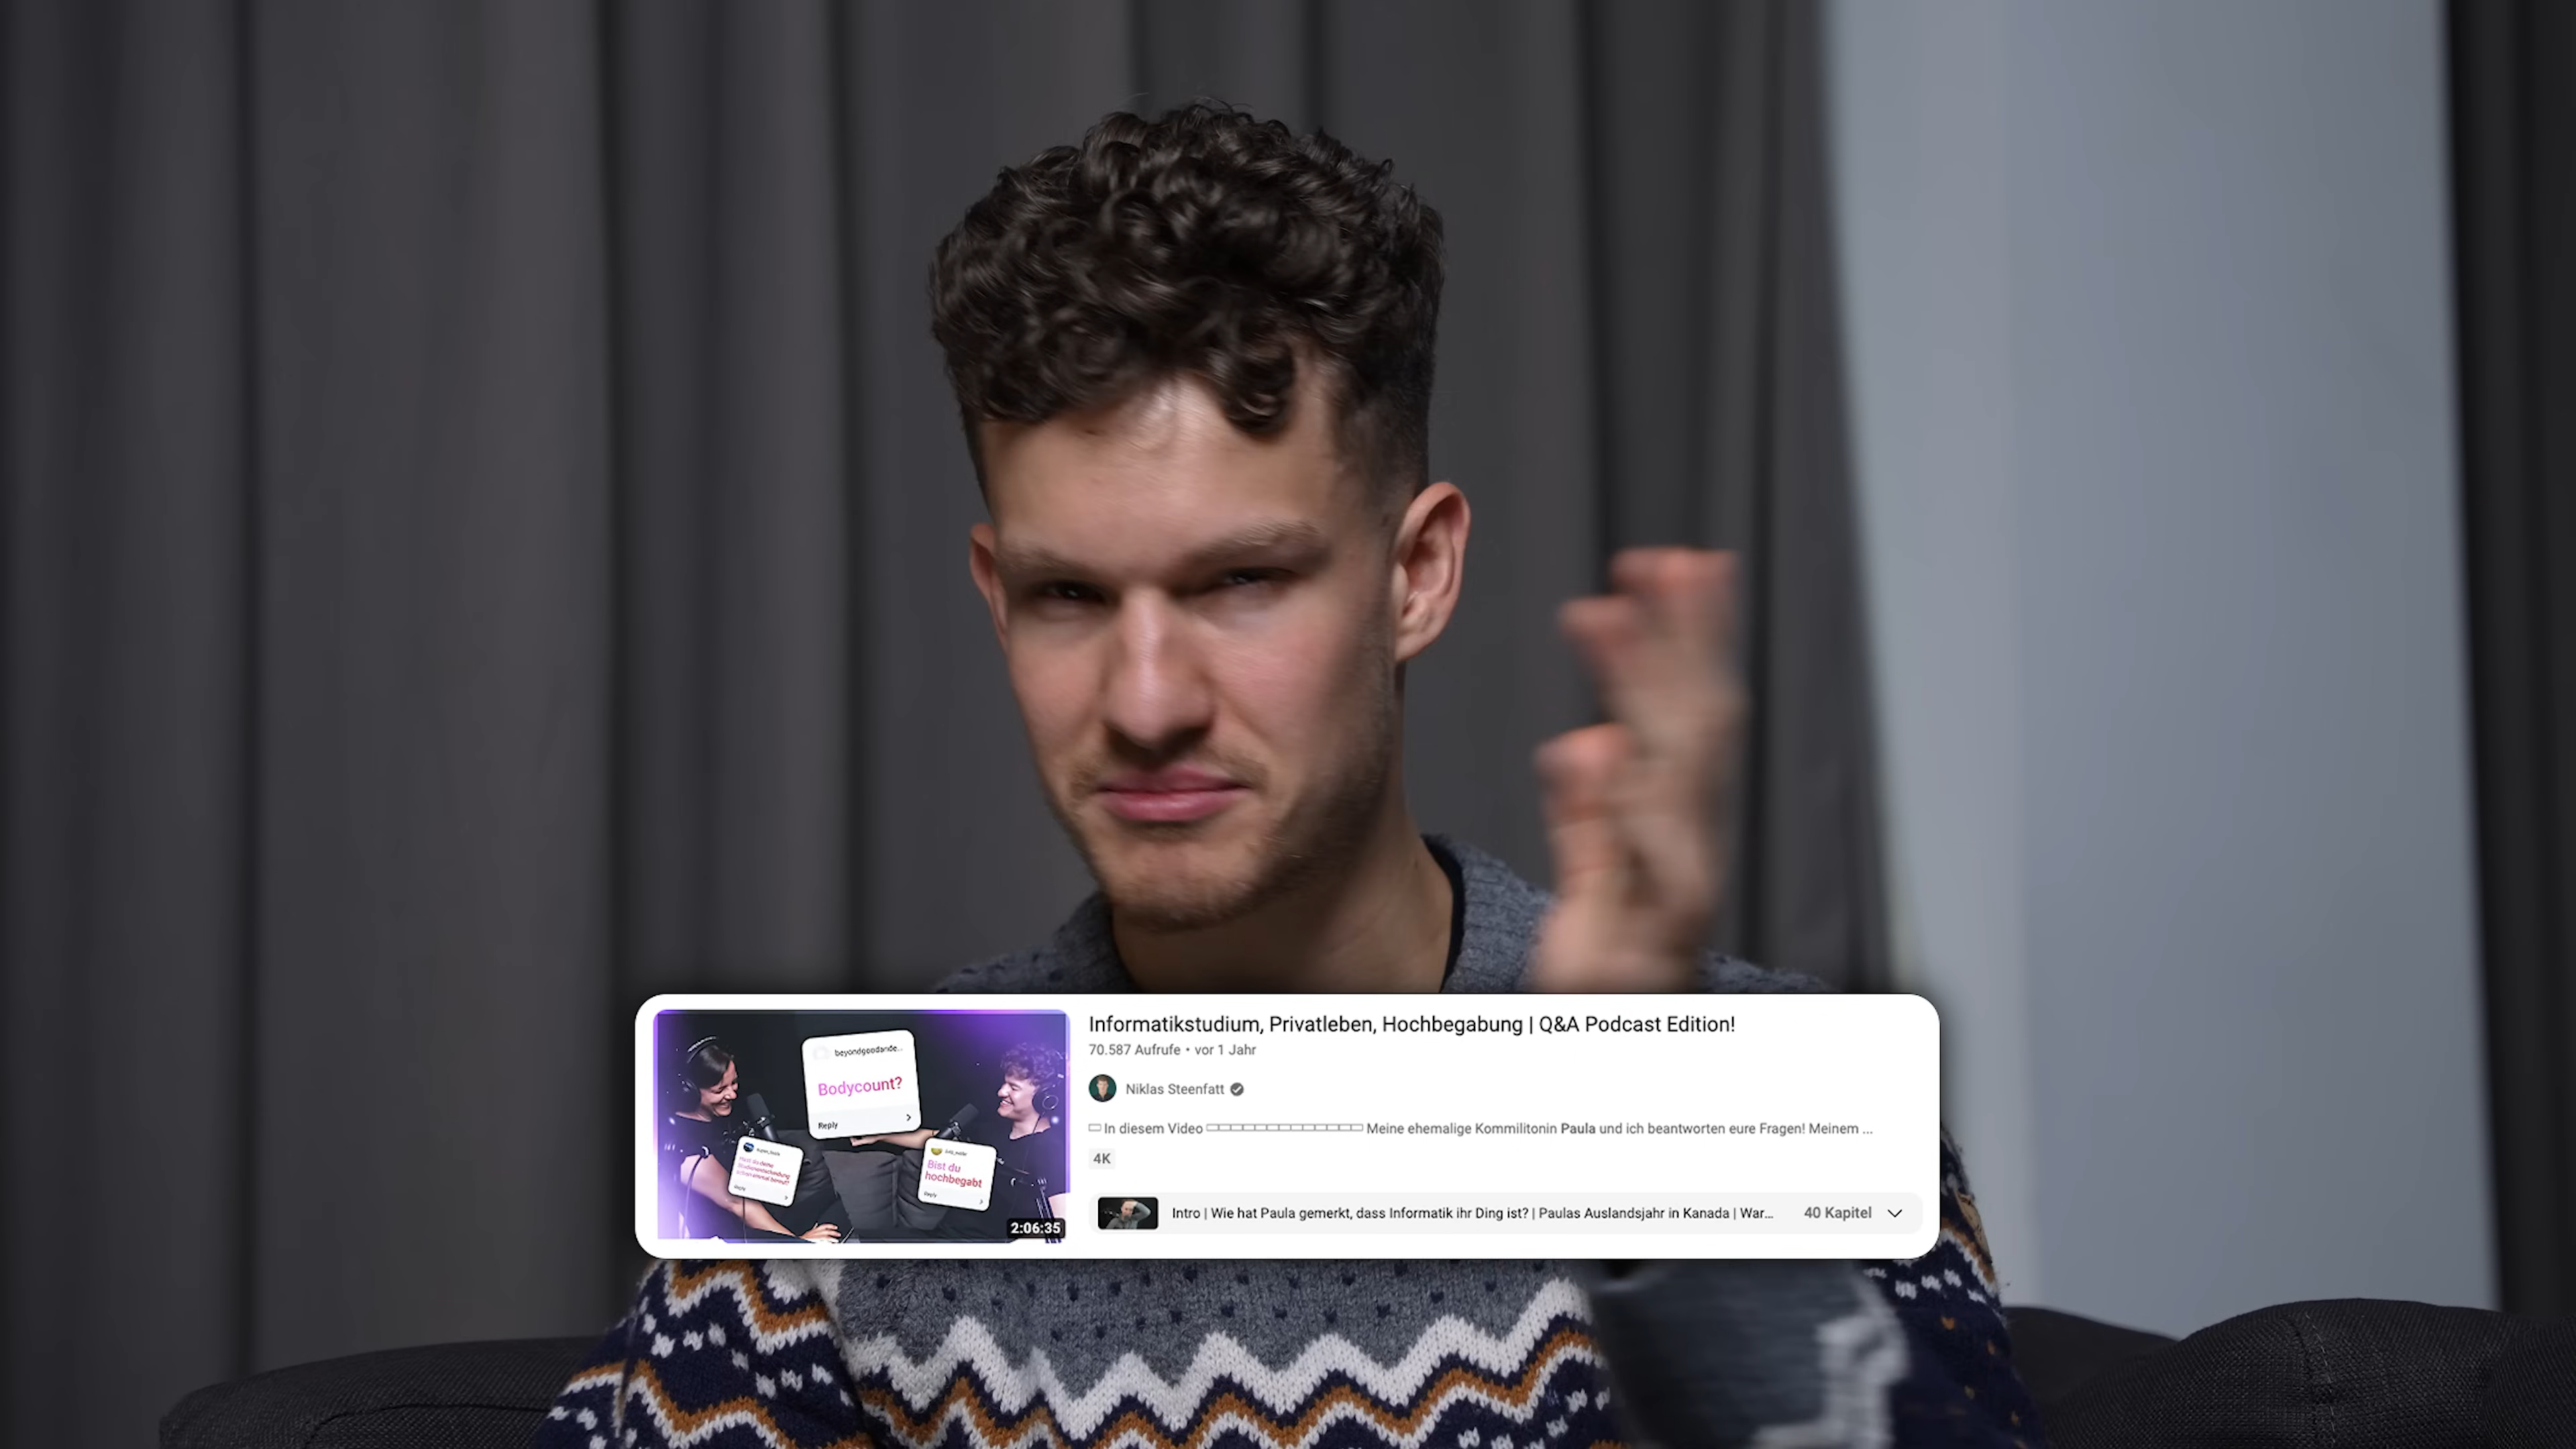 Informatikstudium, Privatleben, Hochbegabung | Q&A Podcast Edition!
70.587 Aufrufe • vor 1 Jahr
Niklas Steenfatt
In diesem Video
Meine ehemalige Kommilitonin Paula und ich beantworten eure Fragen! Meinem ...
4K
Intro | Wie hat Paula gemerkt, dass Informatik ihr Ding ist? | Paulas Auslandsjahr in Kanada | War...
40 Kapitel
beyondgoodande..
Bodycount?
Reply
Bist du
hochbegabt
Reply
Reply
2:06:35